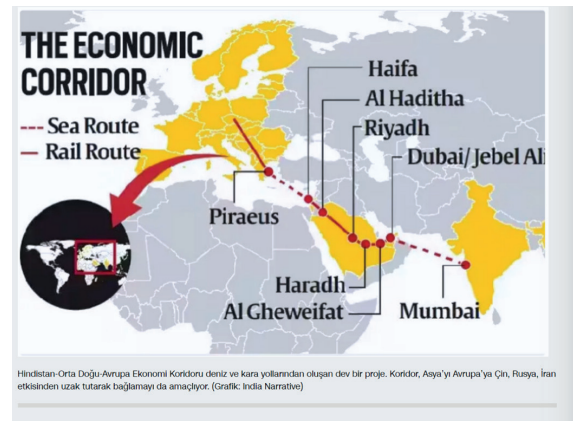 THE ECONOMIC
CORRIDOR
Sea Route
Rail Route
Haifa
Al Haditha
Riyadh
Dubai/Jebel Al
Piraeus
Haradh
Al Gheweifat
Mumbai
Hindistan-Orta Doğu-Avrupa Ekonomi Koridoru deniz ve kara yollarından oluşan dev bir proje. Koridor, Asya'yı Avrupa'ya Çin, Rusya, İran
etkisinden uzak tutarak bağlamayı da amaçlıyor. (Grafik: India Narrative)